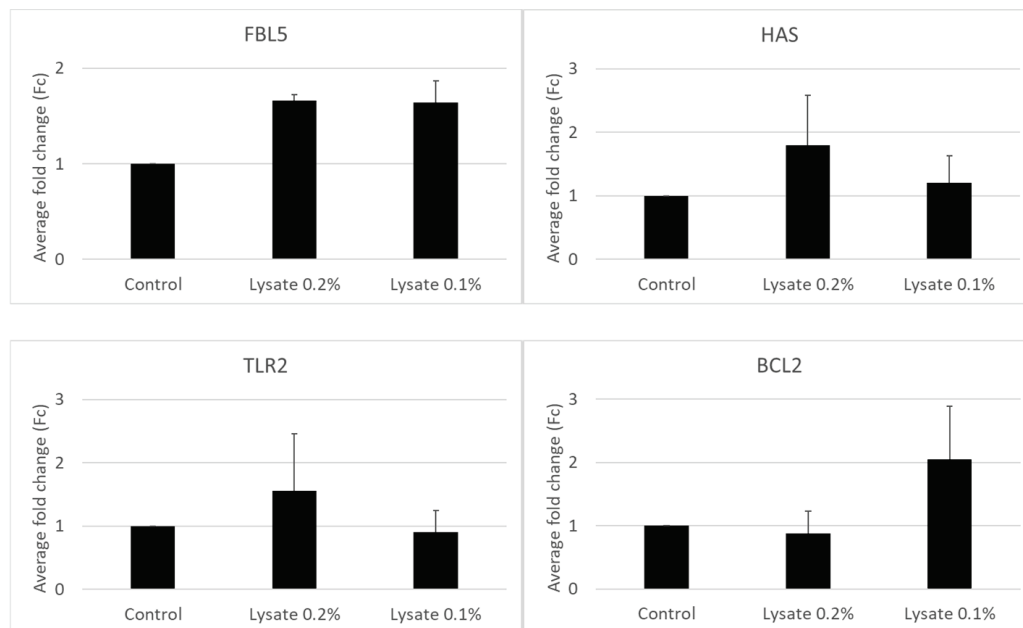 FBL5
Average fold change (Fc)
2
1
0
Control Lysate 0.2% Lysate 0.1%
HAS
Average fold change (Fc)
3
2
1
0
Control Lysate 0.2% Lysate 0.1%
TLR2
Average fold change (Fc)
3
2
1
0
Control Lysate 0.2% Lysate 0.1%
BCL2
Average fold change (Fc)
3
2
1
0
Control Lysate 0.2% Lysate 0.1%